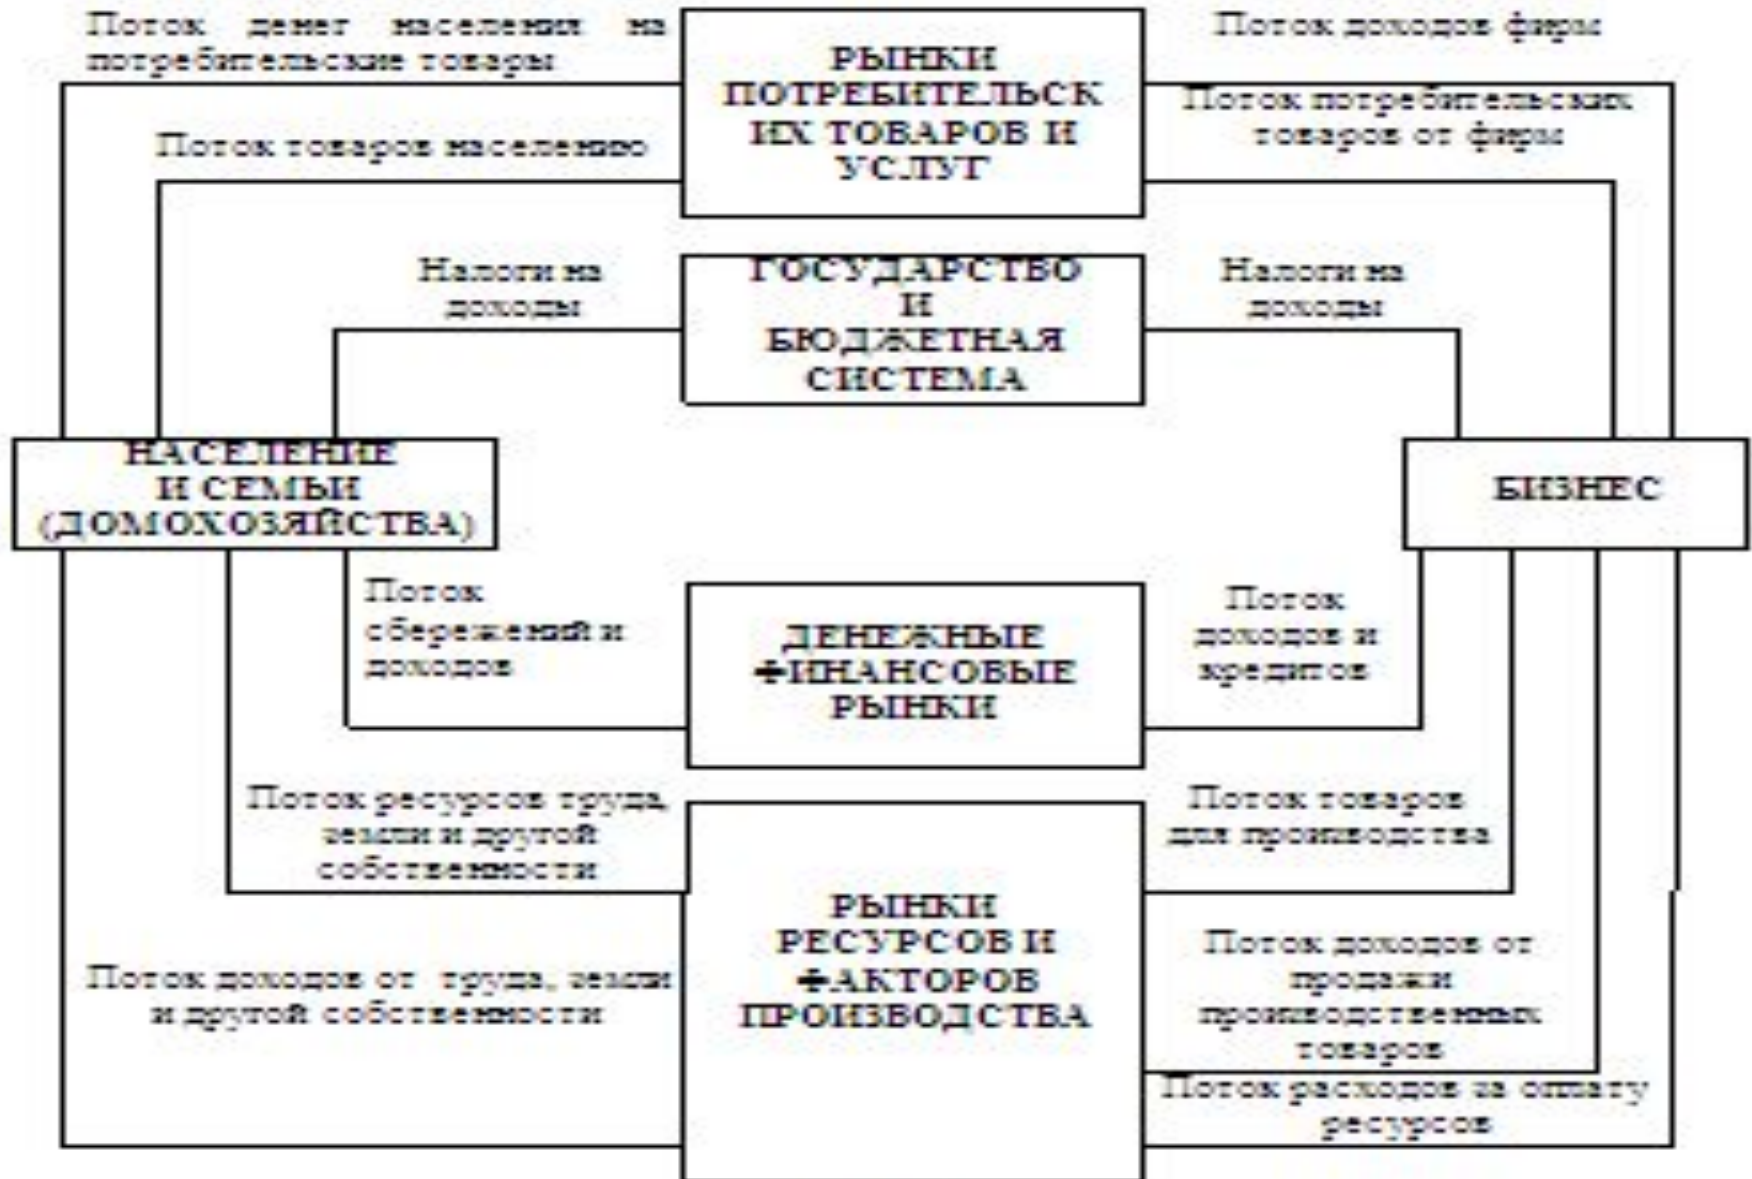 Поток денег населения на
потребительские товары
РЫНКИ
ПОТРЕБИТЕЛЬСК
ИХ ТОВАРОВ И
УСЛУГ
Поток доходов фирм
Поток потребительских
товаров от фирм
Поток товаров населению
Налоги на
доходы
ГОСУДАРСТВО
И
БЮДЖЕТНАЯ
СИСТЕМА
Налоги на
доходы
НАСЕЛЕНИЕ
И СЕМЬИ
(ДОМОХОЗЯЙСТВА)
БИЗНЕС
Поток
сбережений и
доходов
ДЕНЕЖНЫЕ
ФИНАНСОВЫЕ
РЫНКИ
Поток
доходов и
кредитов
Поток ресурсов труда,
земли и другой
собственности
Поток товаров
для производства
РЫНКИ
РЕСУРСОВ И
ФАКТОРОВ
ПРОИЗВОДСТВА
Поток доходов от труда, земли
и другой собственности
Поток доходов от
продажи
производственных
товаров
Поток расходов за оплату
ресурсов